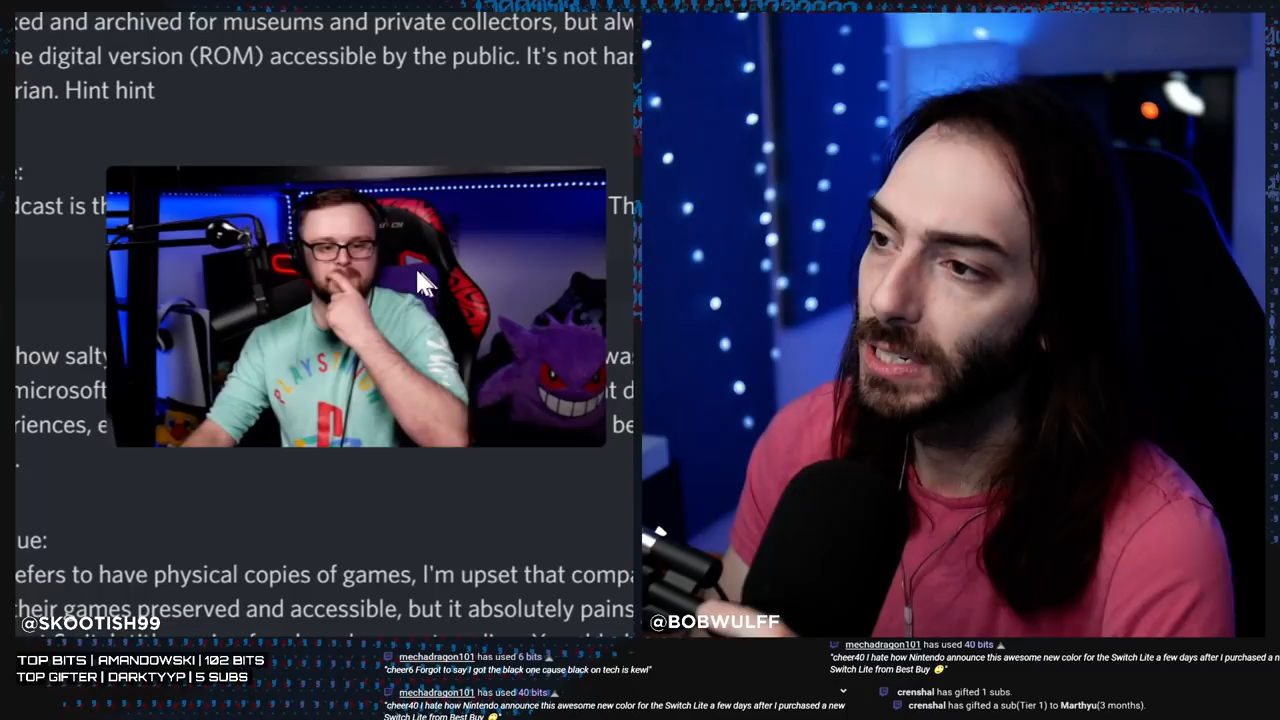 ed and archived for museums and private collectors, but alw
ne digital version (ROM) accessible by the public. It's not har
rian. Hint hint
e:
dcast is th
Th
how salty
wa
microsoft
t d
riences, e
be
ue:
efers to have physical copies of games, I'm upset that compa
their games preserved and accessible, but it absolutely pains
PLAYS
@SKOOTISH99
@BOBWULFF
TOP BITS | AMANDOWSKI | 102 BITS
TOP GIFTER | DARKTYYP | 5 SUBS
mechadragon101 has used 6 bits
"cheer6 Forgot to say I got the black one cause black on tech is kewl"
mechadragon101 has used 40 bits
"cheer40 I hate how Nintendo announce this awesome new color for the Switch Lite a few days after I purchased a new
Switch Lite from Best Buy
mechadragon101 has used 40 bits
"cheer40 I hate how Nintendo announce this awesome new color for the Switch Lite a few days after I purchased a n
Switch Lite from Best Buy
crenshal has gifted 1 subs.
crenshal has gifted a sub(Tier 1) to Marthyu(3 months).